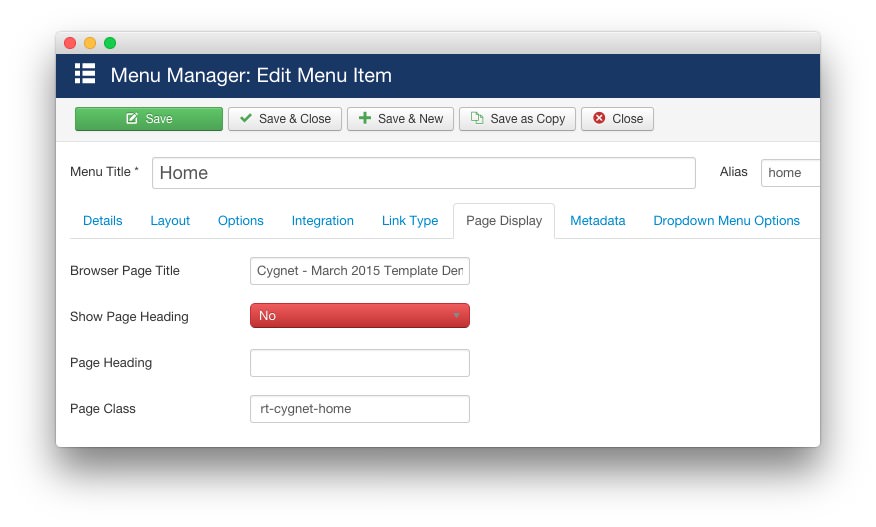 Menu Manager: Edit Menu Item
Save Save & Close Save & New Save as Copy Close
Menu Title * Home Alias home
Details Layout Options Integration Link Type Page Display Metadata Dropdown Menu Options
Browser Page Title Cygnet - March 2015 Template Den
Show Page Heading No
Page Heading
Page Class rt-cygnet-home